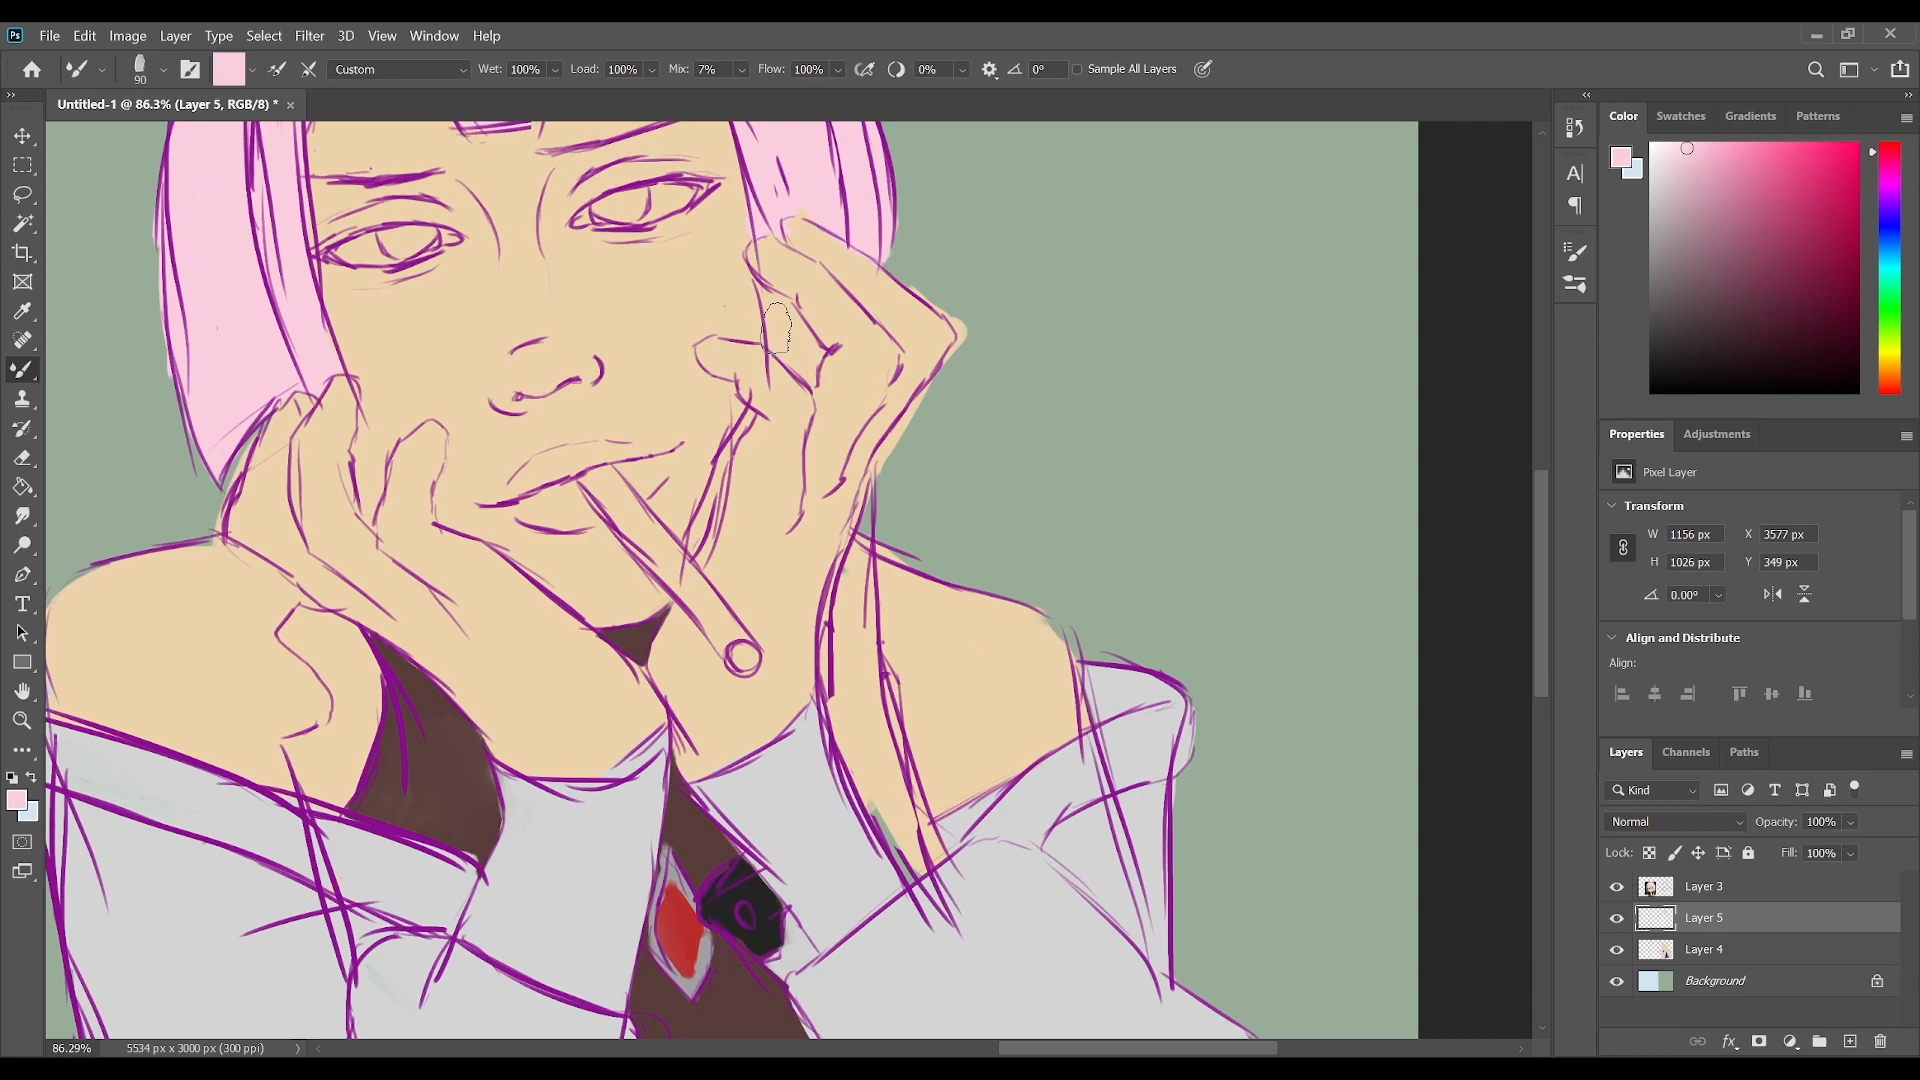 Ps File Edit Image Layer Type Select Filter 3D View Window Help
90 Custom Wet: 100% Load: 100% Mix: 7% Flow: 100% 0% 0° Sample All Layers
Untitled-1 @ 86.3% (Layer 5, RGB/8) * ×
Color Swatches Gradients Patterns
Properties Adjustments
Pixel Layer
Transform
W 1156 px X 3577 px
H 1026 px Y 349 px
0.00°
Align and Distribute
Align:
Layers Channels Paths
Kind
Normal Opacity: 100%
Lock: Fill: 100%
Layer 3
Layer 5
Layer 4
Background
fx
86.29% 5534 px x 3000 px (300 ppi)